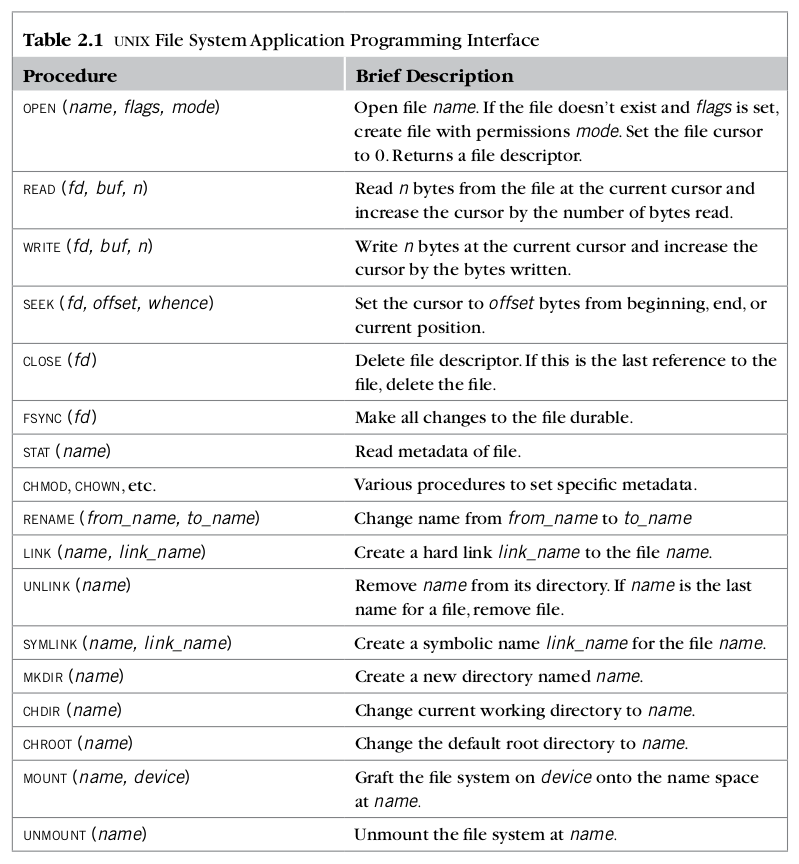 Table 2.1 UNIX File System Application Programming Interface
Procedure Brief Description
OPEN (name, flags, mode) Open file name. If the file doesn't exist and flags is set,
create file with permissions mode. Set the file cursor
to 0. Returns a file descriptor.
READ (fd, buf, n) Read n bytes from the file at the current cursor and
increase the cursor by the number of bytes read.
WRITE (fd, buf, n) Write n bytes at the current cursor and increase the
cursor by the bytes written.
SEEK (fd, offset, whence) Set the cursor to offset bytes from beginning, end, or
current position.
CLOSE (fd) Delete file descriptor. If this is the last reference to the
file, delete the file.
FSYNC (fd) Make all changes to the file durable.
STAT (name) Read metadata of file.
CHMOD, CHOWN, etc. Various procedures to set specific metadata.
RENAME (from_name, to_name) Change name from from_name to to_name
LINK (name, link_name) Create a hard link link_name to the file name.
UNLINK (name) Remove name from its directory. If name is the last
name for a file, remove file.
SYMLINK (name, link_name) Create a symbolic name link_name for the file name.
MKDIR (name) Create a new directory named name.
CHDIR (name) Change current working directory to name.
CHROOT (name) Change the default root directory to name.
MOUNT (name, device) Graft the file system on device onto the name space
at name.
UNMOUNT (name) Unmount the file system at name.